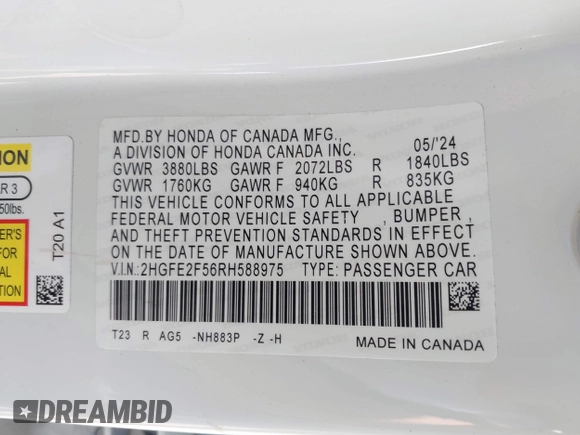 MFD.BY HONDA OF CANADA MFG.,
A DIVISION OF HONDA CANADA INC. 05/'24
GVWR 3880LBS GAWR F 2072LBS R 1840LBS
GVWR 1760KG GAWR F 940KG R 835KG
THIS VEHICLE CONFORMS TO ALL APPLICABLE
FEDERAL MOTOR VEHICLE SAFETY , BUMPER ,
AND THEFT PREVENTION STANDARDS IN EFFECT
ON THE DATE OF MANUFACTURE SHOWN ABOVE.
V.I.N.:2HGFE2F56RH588975 TYPE: PASSENGER CAR
T23 R AG5 -NH883P -Z -H
MADE IN CANADA
ION
R 3
50lbs.
ER'S
FOR
AL
TION
T20 A1
DREAMBID